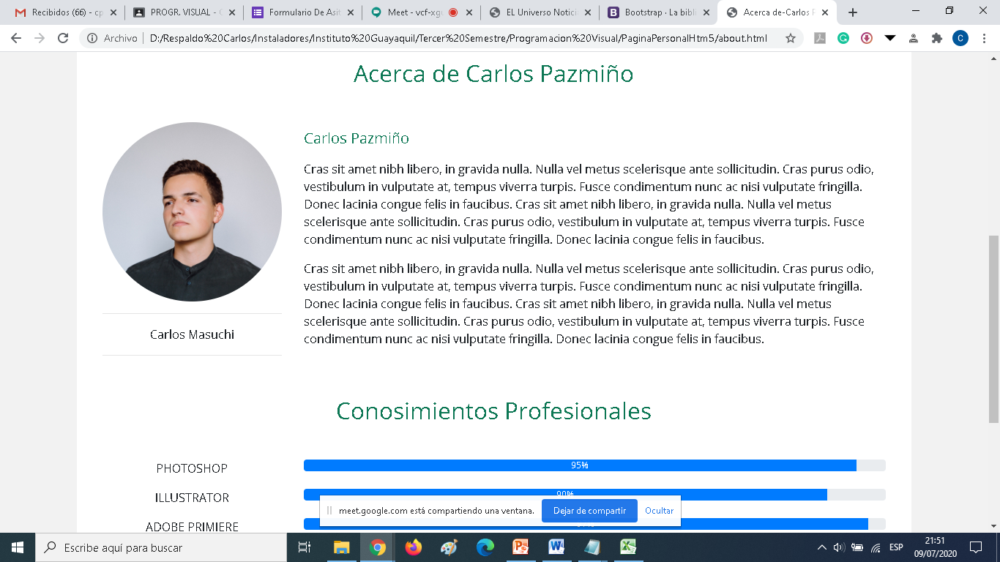 Recibidos (66) - cp
PROGR. VISUAL - C
Formulario De Asit
Meet - vcf-xgu
EL Universo Notici
Bootstrap · La bibl
Acerca de-Carlos P
Archivo
D:/Respaldo%20Carlos/Instaladores/Instituto%20Guayaquil/Tercer%20Semestre/Programacion%20Visual/PaginaPersonalHtm5/about.html
C
Acerca de Carlos Pazmiño
Carlos Pazmiño
Cras sit amet nibh libero, in gravida nulla. Nulla vel metus scelerisque ante sollicitudin. Cras purus odio,
vestibulum in vulputate at, tempus viverra turpis. Fusce condimentum nunc ac nisi vulputate fringilla.
Donec lacinia congue felis in faucibus. Cras sit amet nibh libero, in gravida nulla. Nulla vel metus
scelerisque ante sollicitudin. Cras purus odio, vestibulum in vulputate at, tempus viverra turpis. Fusce
condimentum nunc ac nisi vulputate fringilla. Donec lacinia congue felis in faucibus.
Cras sit amet nibh libero, in gravida nulla. Nulla vel metus scelerisque ante sollicitudin. Cras purus odio,
vestibulum in vulputate at, tempus viverra turpis. Fusce condimentum nunc ac nisi vulputate fringilla.
Donec lacinia congue felis in faucibus. Cras sit amet nibh libero, in gravida nulla. Nulla vel metus
scelerisque ante sollicitudin. Cras purus odio, vestibulum in vulputate at, tempus viverra turpis. Fusce
condimentum nunc ac nisi vulputate fringilla. Donec lacinia congue felis in faucibus.
Carlos Masuchi
Conosimientos Profesionales
PHOTOSHOP
95%
ILLUSTRATOR
90%
ADOBE PRIMIERE
meet.google.com está compartiendo una ventana.
Dejar de compartir
Ocultar
Escribe aquí para buscar
ESP
21:51
09/07/2020